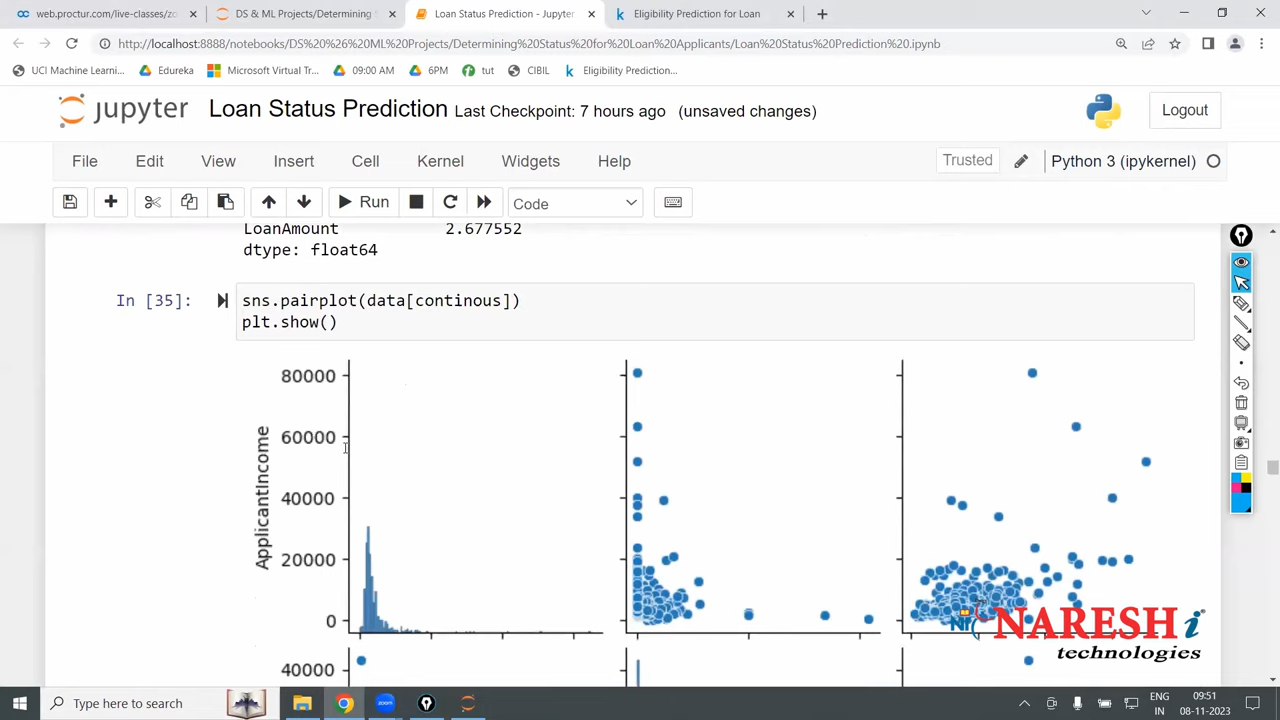 web.proctur.com/live-classes/zo
DS & ML Projects/Determining S
Loan Status Prediction - Jupyter
Eligibility Prediction for Loan
http://localhost:8888/notebooks/DS%20%26%20ML%20Projects/Determining%20Status%20for%20Loan%20Applicants/Loan%20Status%20Prediction%20.ipynb
UCI Machine Learni...
Edureka
Microsoft Virtual Tr...
09:00 AM
6PM
tut
CIBIL
Eligibility Prediction...
jupyter Loan Status Prediction Last Checkpoint: 7 hours ago (unsaved changes)
Logout
File Edit View Insert Cell Kernel Widgets Help
Trusted
Python 3 (ipykernel)
Run
Code
LoanAmount 2.677552
dtype: float64
In [35]:
sns.pairplot(data[continous])
plt.show()
80000
60000
40000
20000
0
ApplicantIncome
40000
NARESH i
technologies
Type here to search
zoom
ENG
IN
09:51
08-11-2023